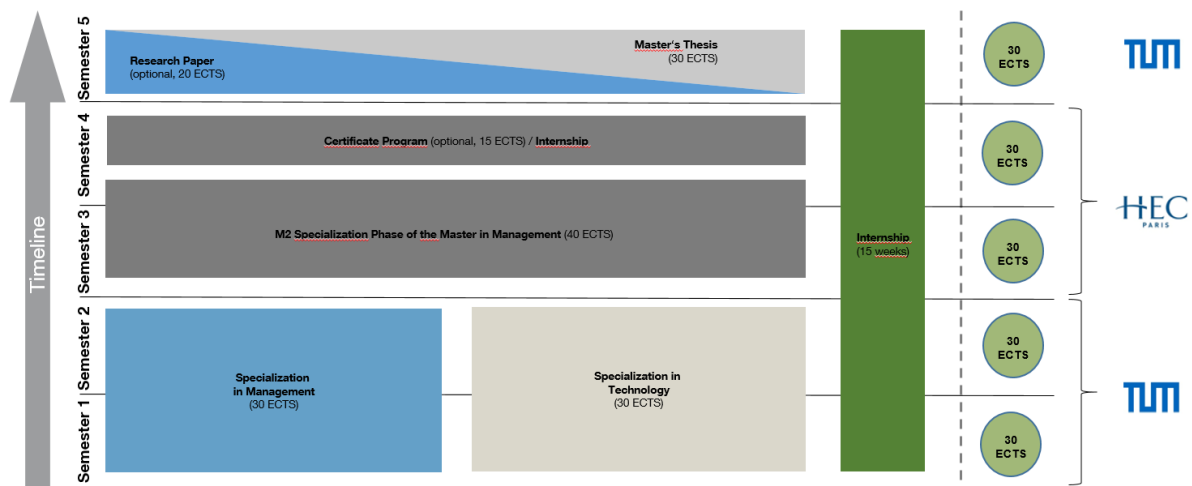 Timeline
Semester 5
Semester 4
Semester 3
Semester 2
Semester 1
Research Paper
(optional, 20 ECTS)
Master's Thesis
(30 ECTS)
Certificate Program (optional, 15 ECTS) / Internship
M2 Specialization Phase of the Master in Management (40 ECTS)
Specialization
in Management
(30 ECTS)
Specialization in
Technology
(30 ECTS)
Internship
(15 weeks)
30
ECTS
30
ECTS
30
ECTS
30
ECTS
30
ECTS
TUM
HEC
PARIS
TUM